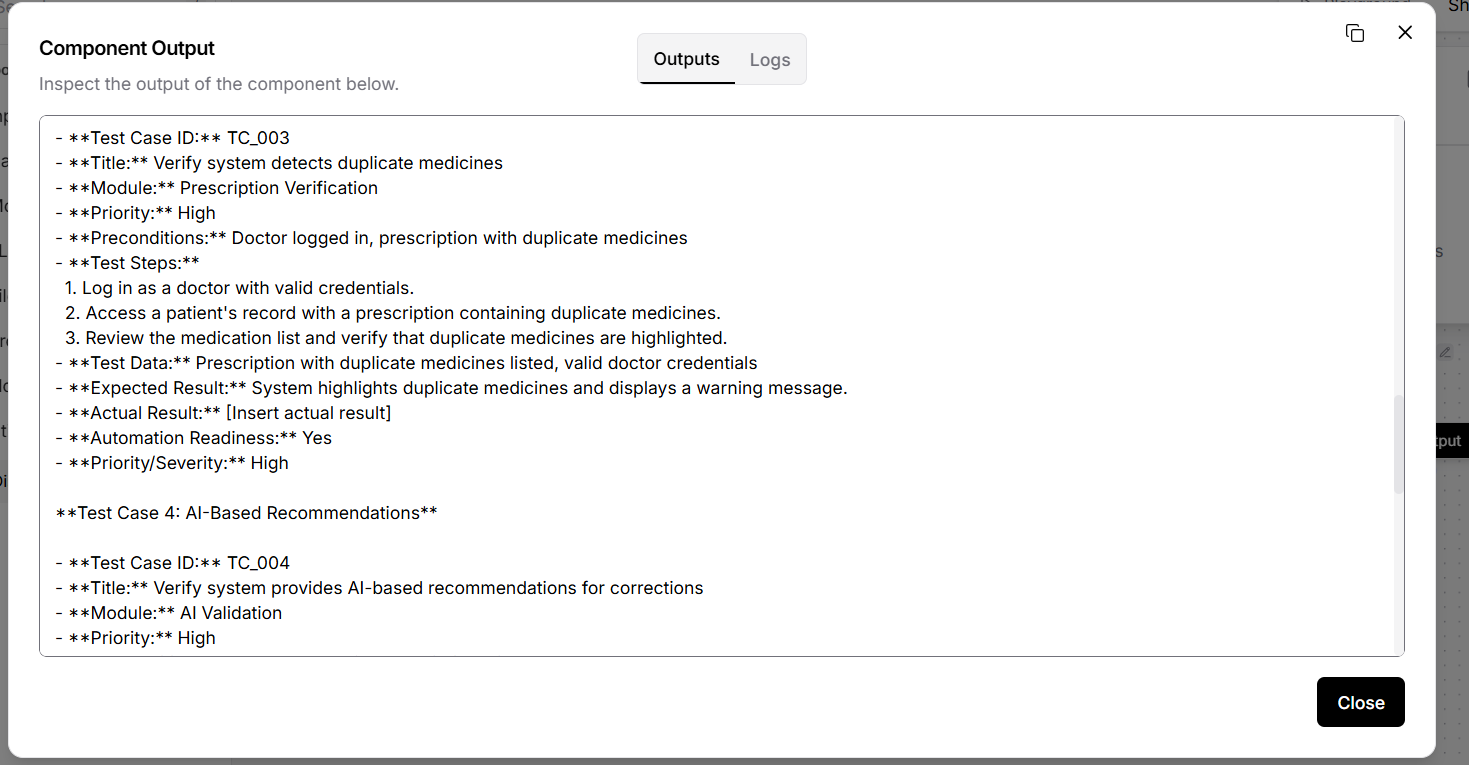 Component Output
Inspect the output of the component below.
Outputs
Logs
- **Test Case ID:** TC_003
- **Title:** Verify system detects duplicate medicines
- **Module:** Prescription Verification
- **Priority:** High
- **Preconditions:** Doctor logged in, prescription with duplicate medicines
- **Test Steps:**
1. Log in as a doctor with valid credentials.
2. Access a patient's record with a prescription containing duplicate medicines.
3. Review the medication list and verify that duplicate medicines are highlighted.
- **Test Data:** Prescription with duplicate medicines listed, valid doctor credentials
- **Expected Result:** System highlights duplicate medicines and displays a warning message.
- **Actual Result:** [Insert actual result]
- **Automation Readiness:** Yes
- **Priority/Severity:** High
**Test Case 4: AI-Based Recommendations**
- **Test Case ID:** TC_004
- **Title:** Verify system provides AI-based recommendations for corrections
- **Module:** AI Validation
- **Priority:** High
Close